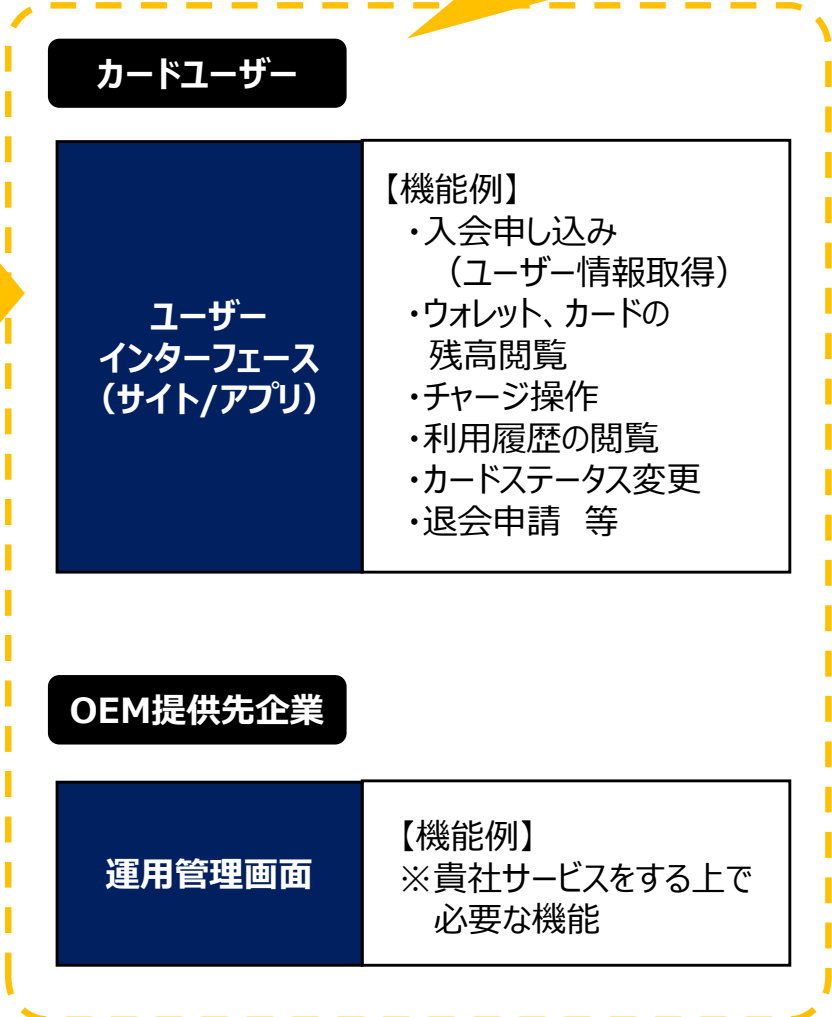 カードユーザー
ユーザー
インターフェース
（サイト/アプリ）
【機能例】
・入会申し込み
（ユーザー情報取得）
・ウォレット、カードの
残高閲覧
・チャージ操作
・利用履歴の閲覧
・カードステータス変更
・退会申請　等
OEM提供先企業
運用管理画面
【機能例】
※貴社サービスをする上で
必要な機能